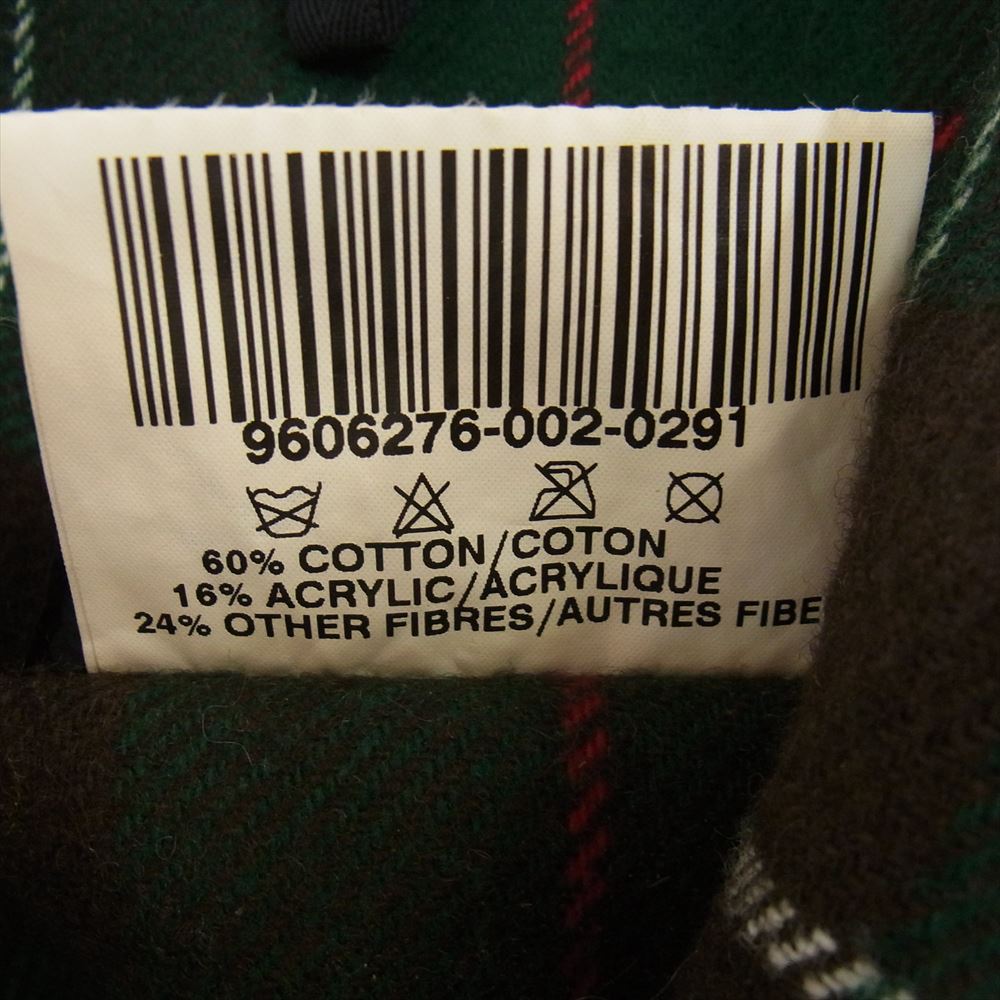 9606276-002-0291
60% COTTON/COTON
16% ACRYLIC/ACRYLIQUE
24% OTHER FIBRES/AUTRES FIBE